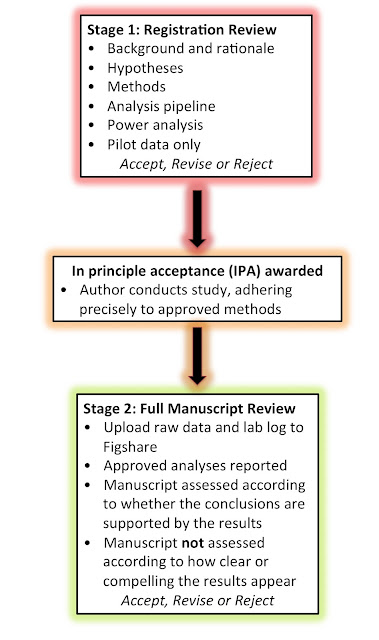 Stage 1: Registration Review
• Background and rationale
• Hypotheses
• Methods
• Analysis pipeline
• Power analysis
• Pilot data only
Accept, Revise or Reject
In principle acceptance (IPA) awarded
• Author conducts study, adhering
precisely to approved methods
Stage 2: Full Manuscript Review
• Upload raw data and lab log to
Figshare
• Approved analyses reported
• Manuscript assessed according
to whether the conclusions are
supported by the results
• Manuscript not assessed
according to how clear or
compelling the results appear
Accept, Revise or Reject